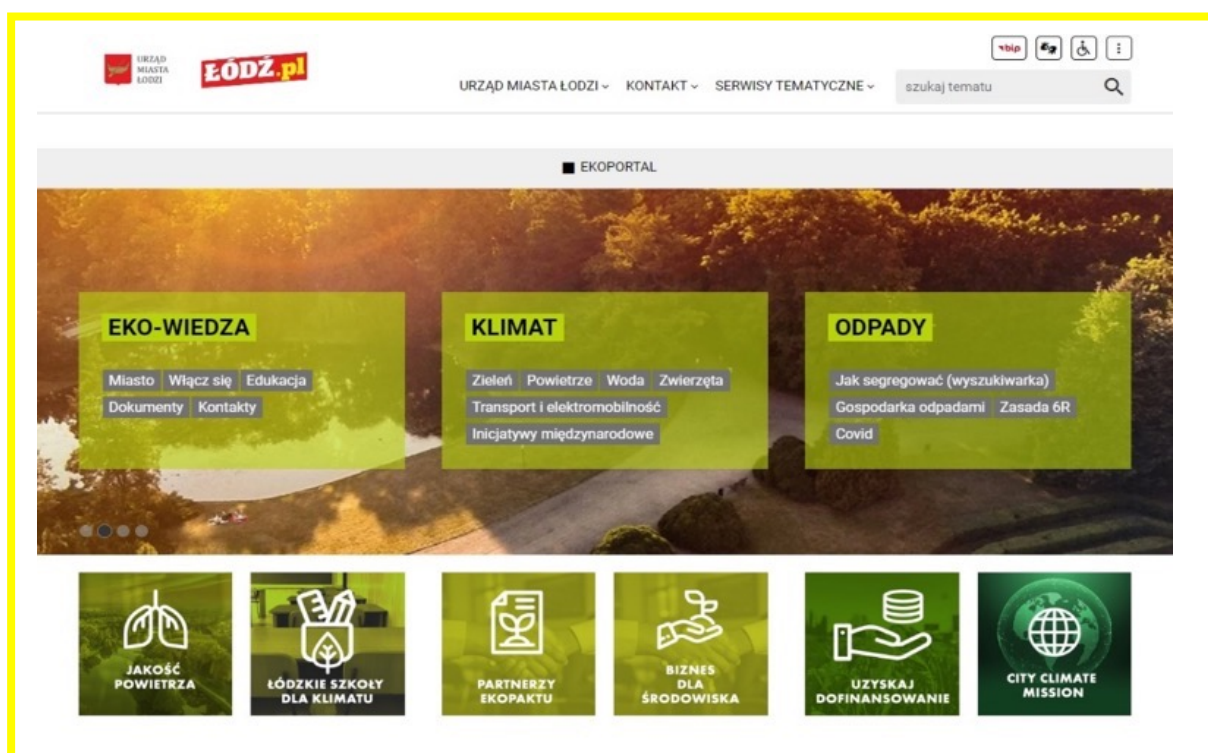 URZĄD
MIASTA
ŁODZI
ŁÓDŹ.pl
bip
URZĄD MIASTA ŁODZI
KONTAKT
SERWISY TEMATYCZNE
szukaj tematu
EKOPORTAL
EKO-WIEDZA
Miasto Włącz się Edukacja
Dokumenty Kontakty
KLIMAT
Zieleń Powietrze Woda Zwierzęta
Transport i elektromobilność
Inicjatywy międzynarodowe
ODPADY
Jak segregować (wyszukiwarka)
Gospodarka odpadami Zasada 6R
Covid
JAKOŚĆ
POWIETRZA
ŁÓDZKIE SZKOŁY
DLA KLIMATU
PARTNERZY
EKOPAKTU
BIZNES
DLA
ŚRODOWISKA
UZYSKAJ
DOFINANSOWANIE
CITY CLIMATE
MISSION